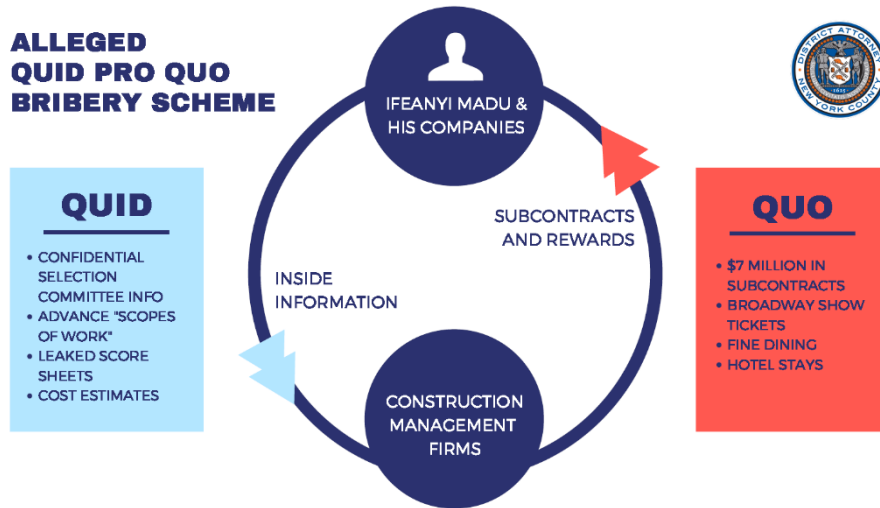 ALLEGED
QUID PRO QUO
BRIBERY SCHEME
IFEANYI MADU &
HIS COMPANIES
DISTRICT ATTORNEY
NEW YORK COUNTY
QUID
• CONFIDENTIAL
SELECTION
COMMITTEE INFO
• ADVANCE "SCOPES
OF WORK"
• LEAKED SCORE
SHEETS
• COST ESTIMATES
INSIDE
INFORMATION
SUBCONTRACTS
AND REWARDS
QUO
• $7 MILLION IN
SUBCONTRACTS
• BROADWAY SHOW
TICKETS
• FINE DINING
• HOTEL STAYS
CONSTRUCTION
MANAGEMENT
FIRMS